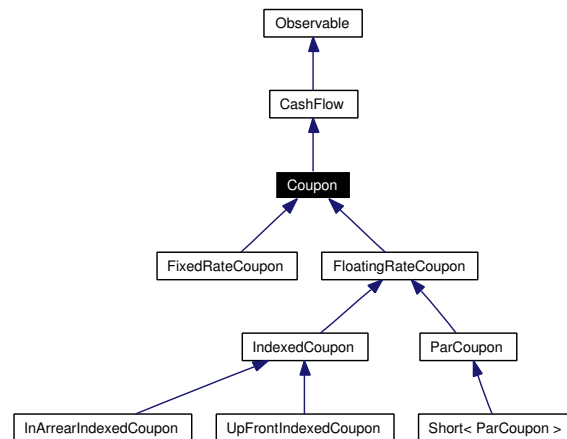 Observable
CashFlow
Coupon
FixedRateCoupon
FloatingRateCoupon
IndexedCoupon
ParCoupon
InArrearIndexedCoupon
UpFrontIndexedCoupon
Short< ParCoupon >